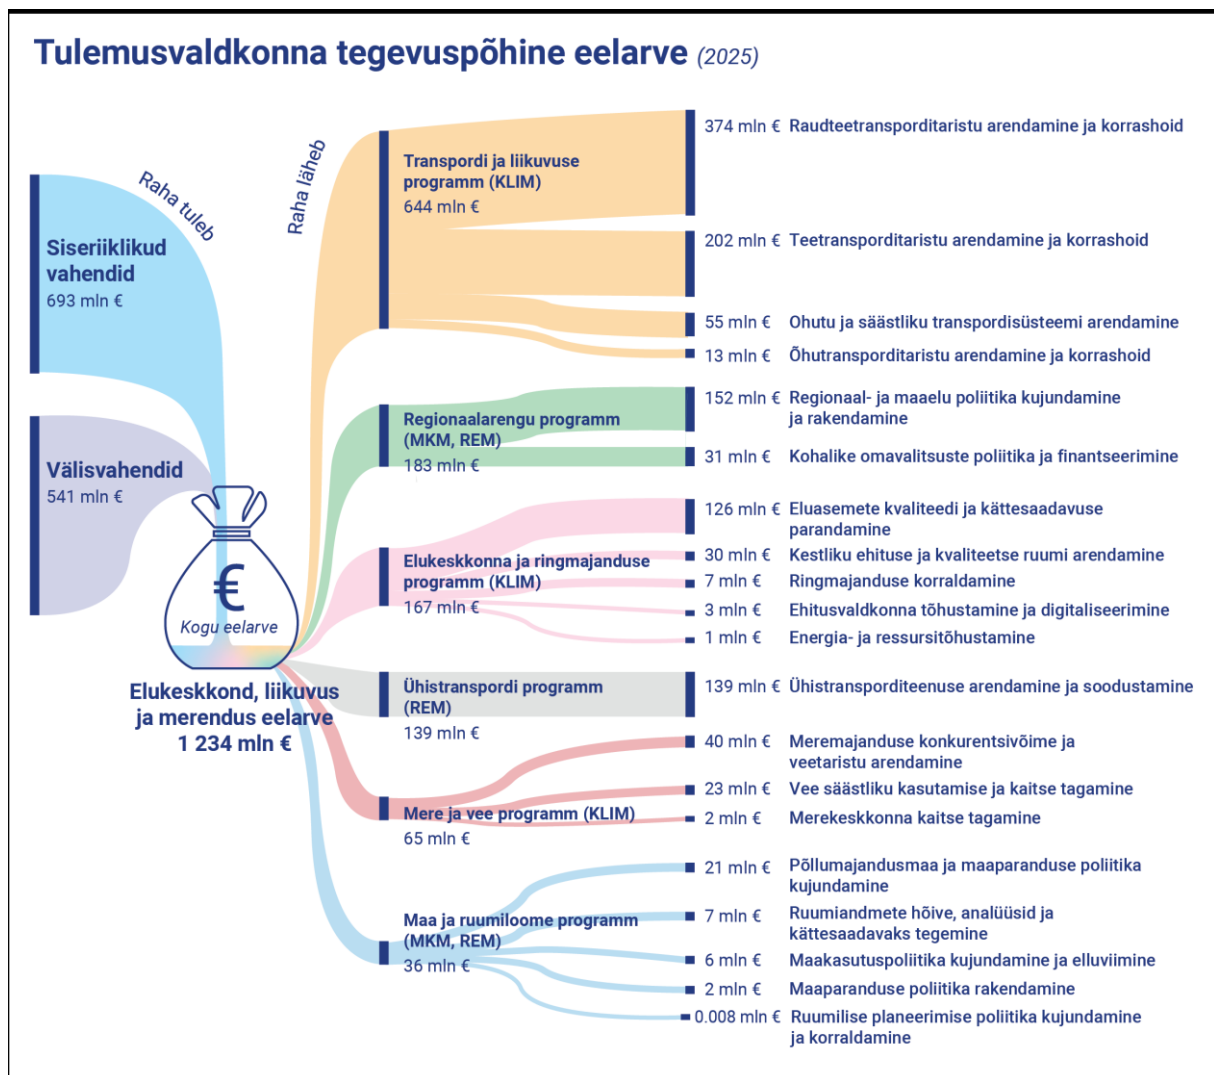 Tulemusvaldkonna tegevuspõhine eelarve (2025)
Raha tuleb
Raha läheb
Siseriiklikud
vahendid
693 mln €
Välisvahendid
541 mln €
€
Kogu eelarve
Elukeskkond, liikuvus
ja merendus eelarve
1 234 mln €
Transpordi ja liikuvuse
programm (KLIM)
644 mln €
374 mln € Raudteetransporditaristu arendamine ja korrashoid
202 mln € Teetransporditaristu arendamine ja korrashoid
55 mln € Ohutu ja säästliku transpordisüsteemi arendamine
13 mln € Õhutransporditaristu arendamine ja korrashoid
Regionaalarengu programm
(MKM, REM)
183 mln €
152 mln € Regionaal- ja maaelu poliitika kujundamine
ja rakendamine
31 mln € Kohalike omavalitsuste poliitika ja finantseerimine
Elukeskkonna ja ringmajanduse
programm (KLIM)
167 mln €
126 mln € Eluasemete kvaliteedi ja kättesaadavuse
parandamine
30 mln € Kestliku ehituse ja kvaliteetse ruumi arendamine
7 mln € Ringmajanduse korraldamine
3 mln € Ehitusvaldkonna tõhustamine ja digitaliseerimine
1 mln € Energia- ja ressursitõhustamine
Ühistranspordi programm
(REM)
139 mln €
139 mln € Ühistransporditeenuse arendamine ja soodustamine
Mere ja vee programm (KLIM)
65 mln €
40 mln € Meremajanduse konkurentsivõime ja
veetaristu arendamine
23 mln € Vee säästliku kasutamise ja kaitse tagamine
2 mln € Merekeskkonna kaitse tagamine
Maa ja ruumiloome programm
(MKM, REM)
36 mln €
21 mln € Põllumajandusmaa ja maaparanduse poliitika
kujundamine
7 mln € Ruumiandmete hõive, analüüsid ja
kättesaadavaks tegemine
6 mln € Maakasutuspoliitika kujundamine ja elluviimine
2 mln € Maaparanduse poliitika rakendamine
0.008 mln € Ruumilise planeerimise poliitika kujundamine
ja korraldamine